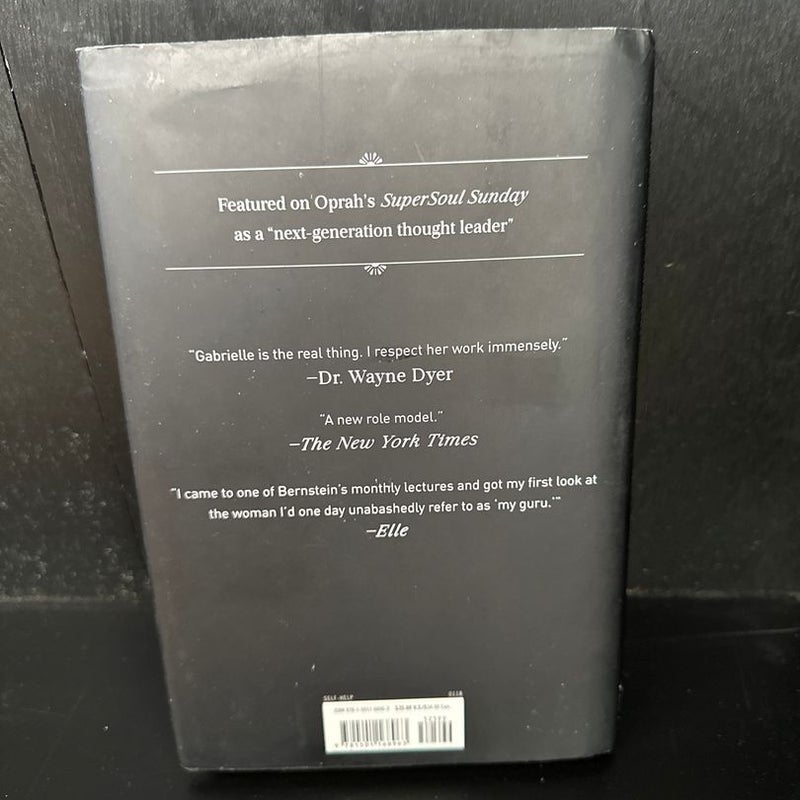 Featured on Oprah's SuperSoul Sunday
as a "next-generation thought leader"
"Gabrielle is the real thing. I respect her work immensely."
—Dr. Wayne Dyer
"A new role model."
—The New York Times
"I came to one of Bernstein's monthly lectures and got my first look at
the woman I'd one day unabashedly refer to as 'my guru.'"
—Elle
SELF-HELP 0118